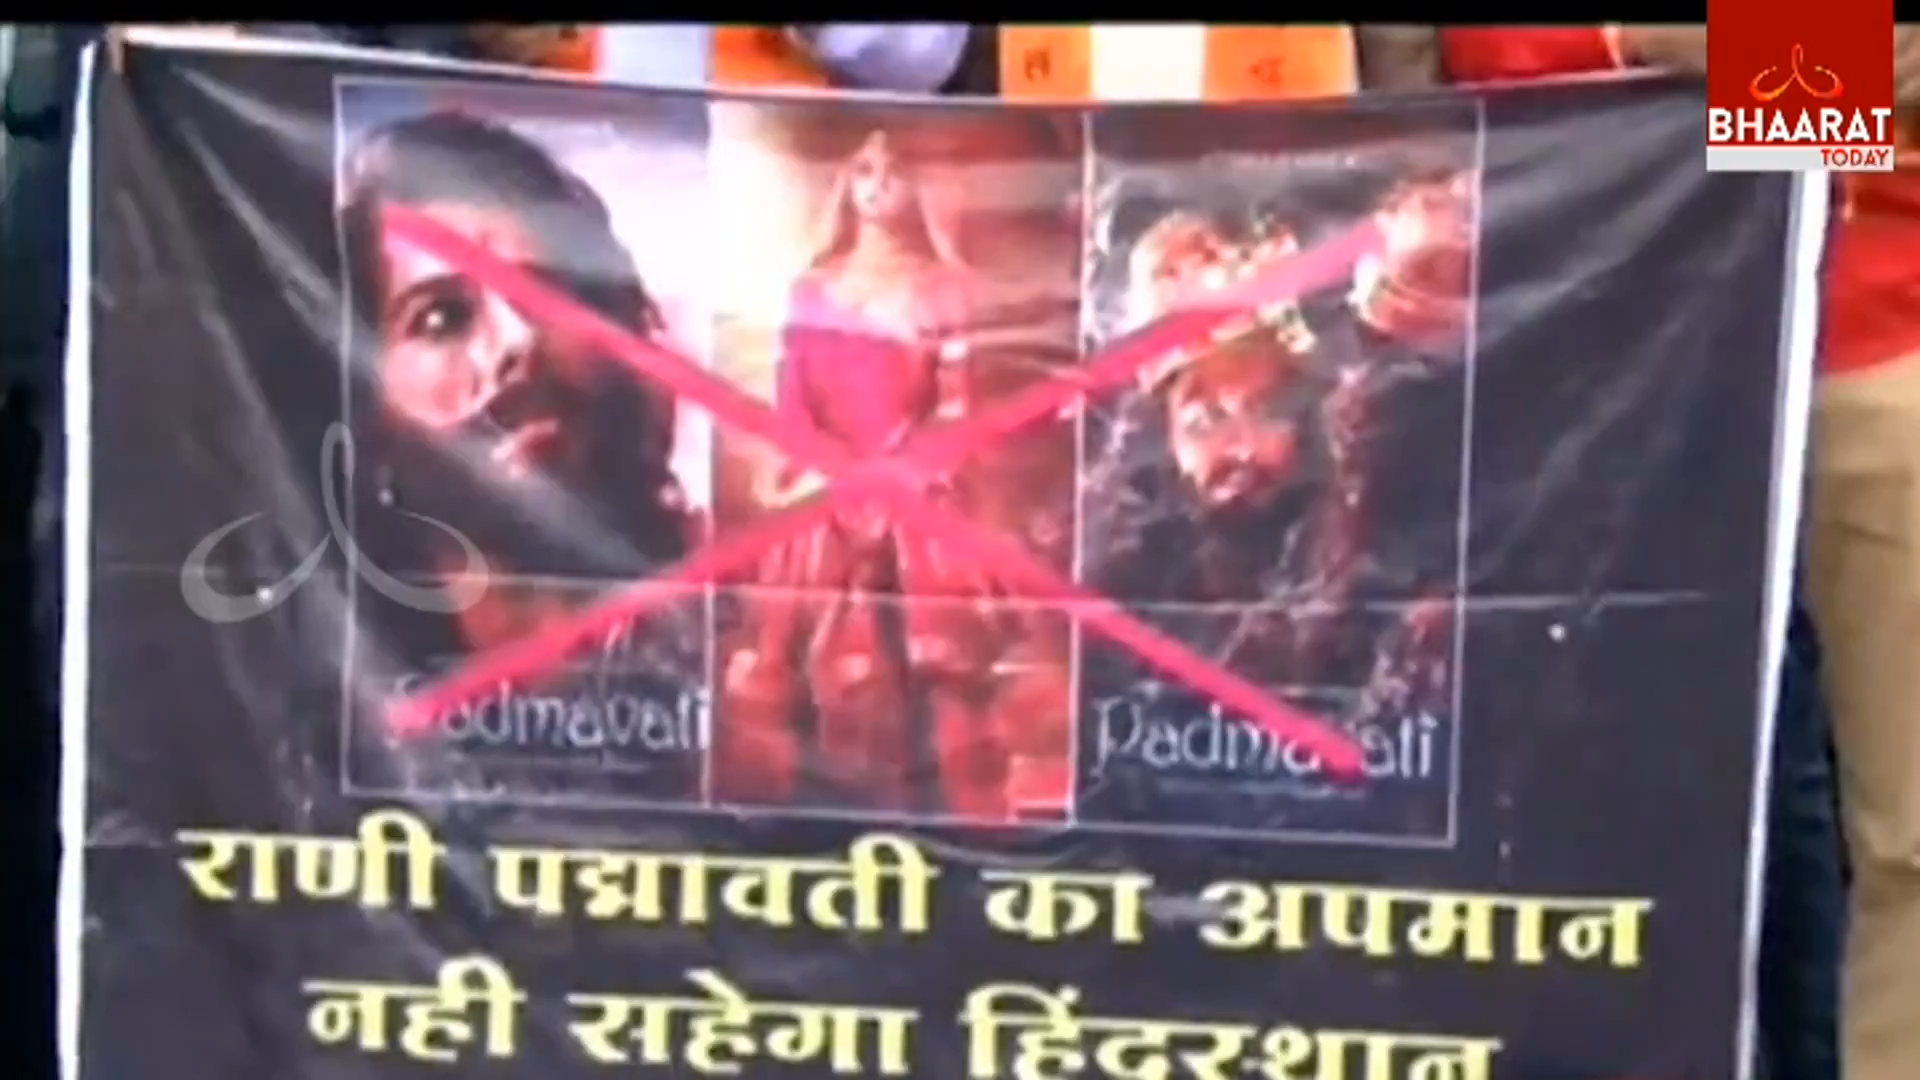 BHAARAT
TODAY
Padmavati
Padmavati
राणी पद्मावती का अपमान
नही सहेगा हिंदुस्थान